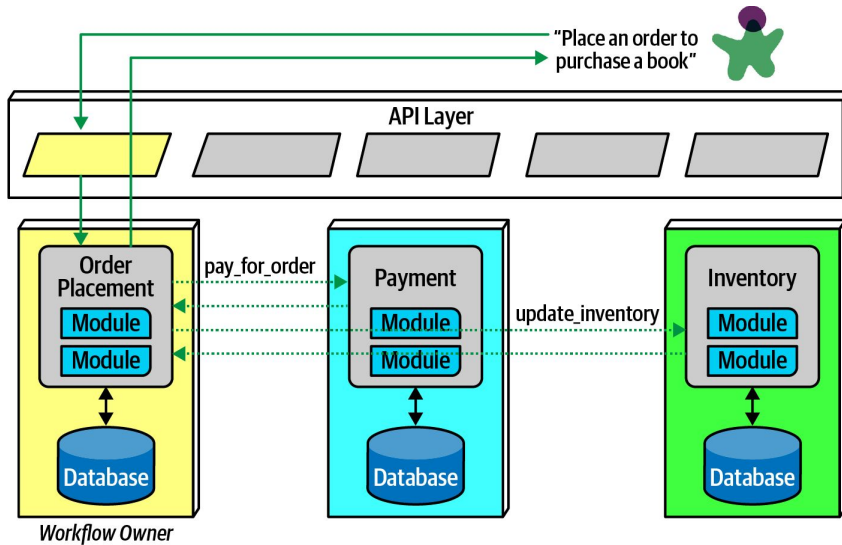 “Place an order to
purchase a book”
API Layer
Order
Placement
Module
Module
Database
Workflow Owner
pay_for_order
Payment
Module
Module
Database
update_inventory
Inventory
Module
Module
Database